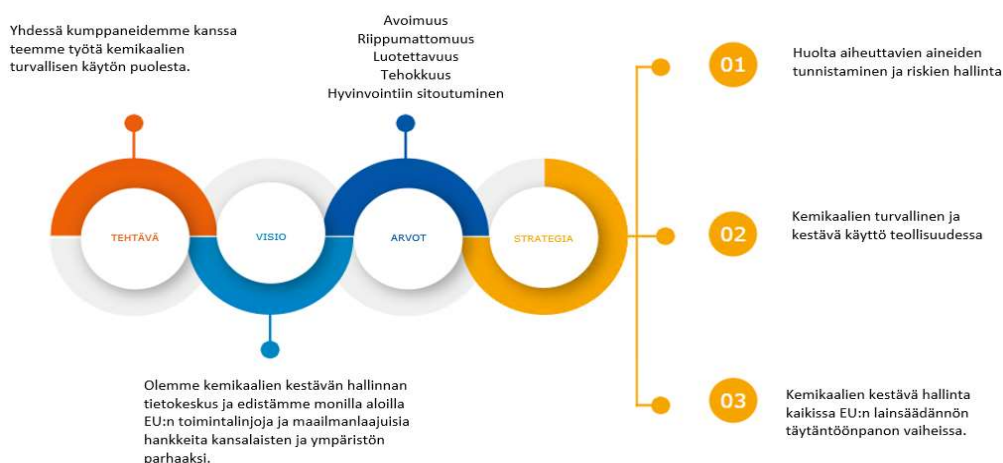 Yhdessä kumppaneidemme kanssa
teemme työtä kemikaalien
turvallisen käytön puolesta.
Avoimuus
Riippumattomuus
Luotettavuus
Tehokkuus
Hyvinvointiin sitoutuminen
TEHTÄVÄ
VISIO
ARVOT
STRATEGIA
Olemme kemikaalien kestävän hallinnan
tietokeskus ja edistämme monilla aloilla
EU:n toimintalinjoja ja maailmanlaajuisia
hankkeita kansalaisten ja ympäristön
parhaaksi.
01
Huolta aiheuttavien aineiden
tunnistaminen ja riskien hallinta
02
Kemikaalien turvallinen ja
kestävä käyttö teollisuudessa
03
Kemikaalien kestävä hallinta
kaikissa EU:n lainsäädännön
täytäntöönpanon vaiheissa.